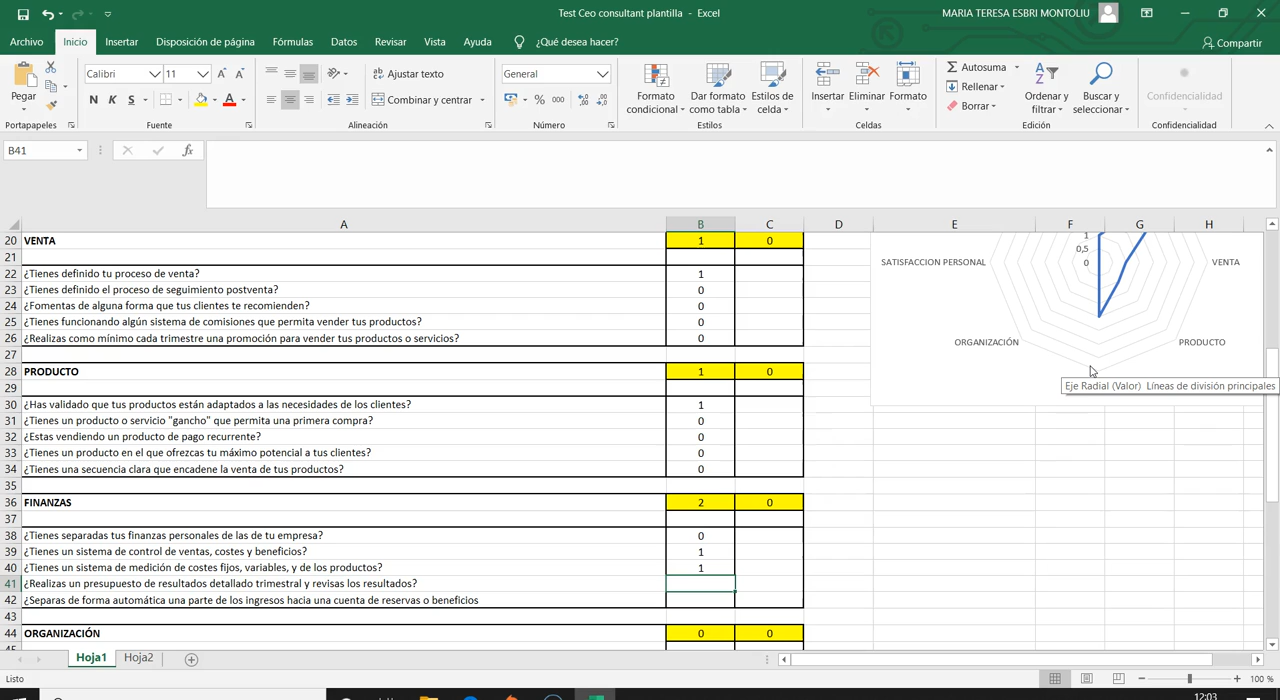 Test Ceo consultant plantilla - Excel
MARIA TERESA ESBRI MONTOLIU
Archivo Inicio Insertar Disposición de página Fórmulas Datos Revisar Vista Ayuda ¿Qué desea hacer? Compartir
Pegar
Calibri 11
N K S
Ajustar texto
Combinar y centrar
General
% 000
Formato condicional
Dar formato como tabla
Estilos de celda
Insertar Eliminar Formato
Autosuma
Rellenar
Borrar
Ordenar y filtrar
Buscar y seleccionar
Confidencialidad
Portapapeles Fuente Alineación Número Estilos Celdas Edición Confidencialidad
B41 fx
A B C D E F G H
20 VENTA 1 0
21
22 ¿Tienes definido tu proceso de venta? 1
23 ¿Tienes definido el proceso de seguimiento postventa? 0
24 ¿Fomentas de alguna forma que tus clientes te recomienden? 0
25 ¿Tienes funcionando algún sistema de comisiones que permita vender tus productos? 0
26 ¿Realizas como mínimo cada trimestre una promoción para vender tus productos o servicios? 0
27
28 PRODUCTO 1 0
29
30 ¿Has validado que tus productos están adaptados a las necesidades de los clientes? 1
31 ¿Tienes un producto o servicio "gancho" que permita una primera compra? 0
32 ¿Estas vendiendo un producto de pago recurrente? 0
33 ¿Tienes un producto en el que ofrezcas tu máximo potencial a tus clientes? 0
34 ¿Tienes una secuencia clara que encadene la venta de tus productos? 0
35
36 FINANZAS 2 0
37
38 ¿Tienes separadas tus finanzas personales de las de tu empresa? 0
39 ¿Tienes un sistema de control de ventas, costes y beneficios? 1
40 ¿Tienes un sistema de medición de costes fijos, variables, y de los productos? 1
41 ¿Realizas un presupuesto de resultados detallado trimestral y revisas los resultados?
42 ¿Separas de forma automática una parte de los ingresos hacia una cuenta de reservas o beneficios
43
44 ORGANIZACIÓN 0 0
1
0,5
0
SATISFACCION PERSONAL
VENTA
ORGANIZACIÓN
PRODUCTO
Eje Radial (Valor) Líneas de división principales
Hoja1 Hoja2
Listo
100 %
12:03